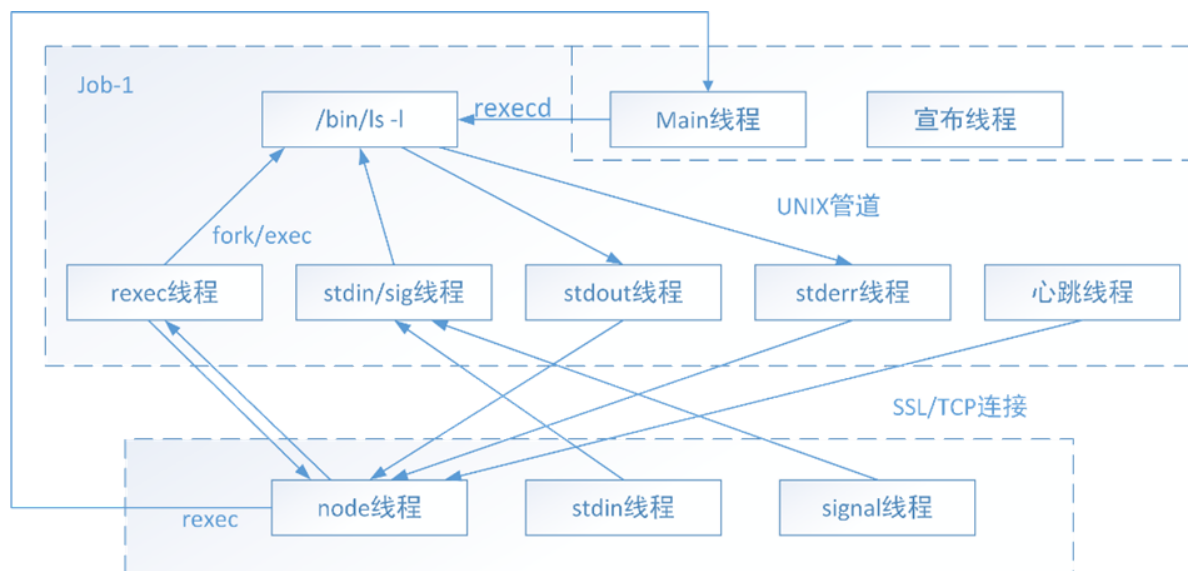 Job-1
/bin/ls -l
rexecd
Main线程
宣布线程
UNIX管道
fork/exec
rexec线程
stdin/sig线程
stdout线程
stderr线程
心跳线程
SSL/TCP连接
rexec
node线程
stdin线程
signal线程